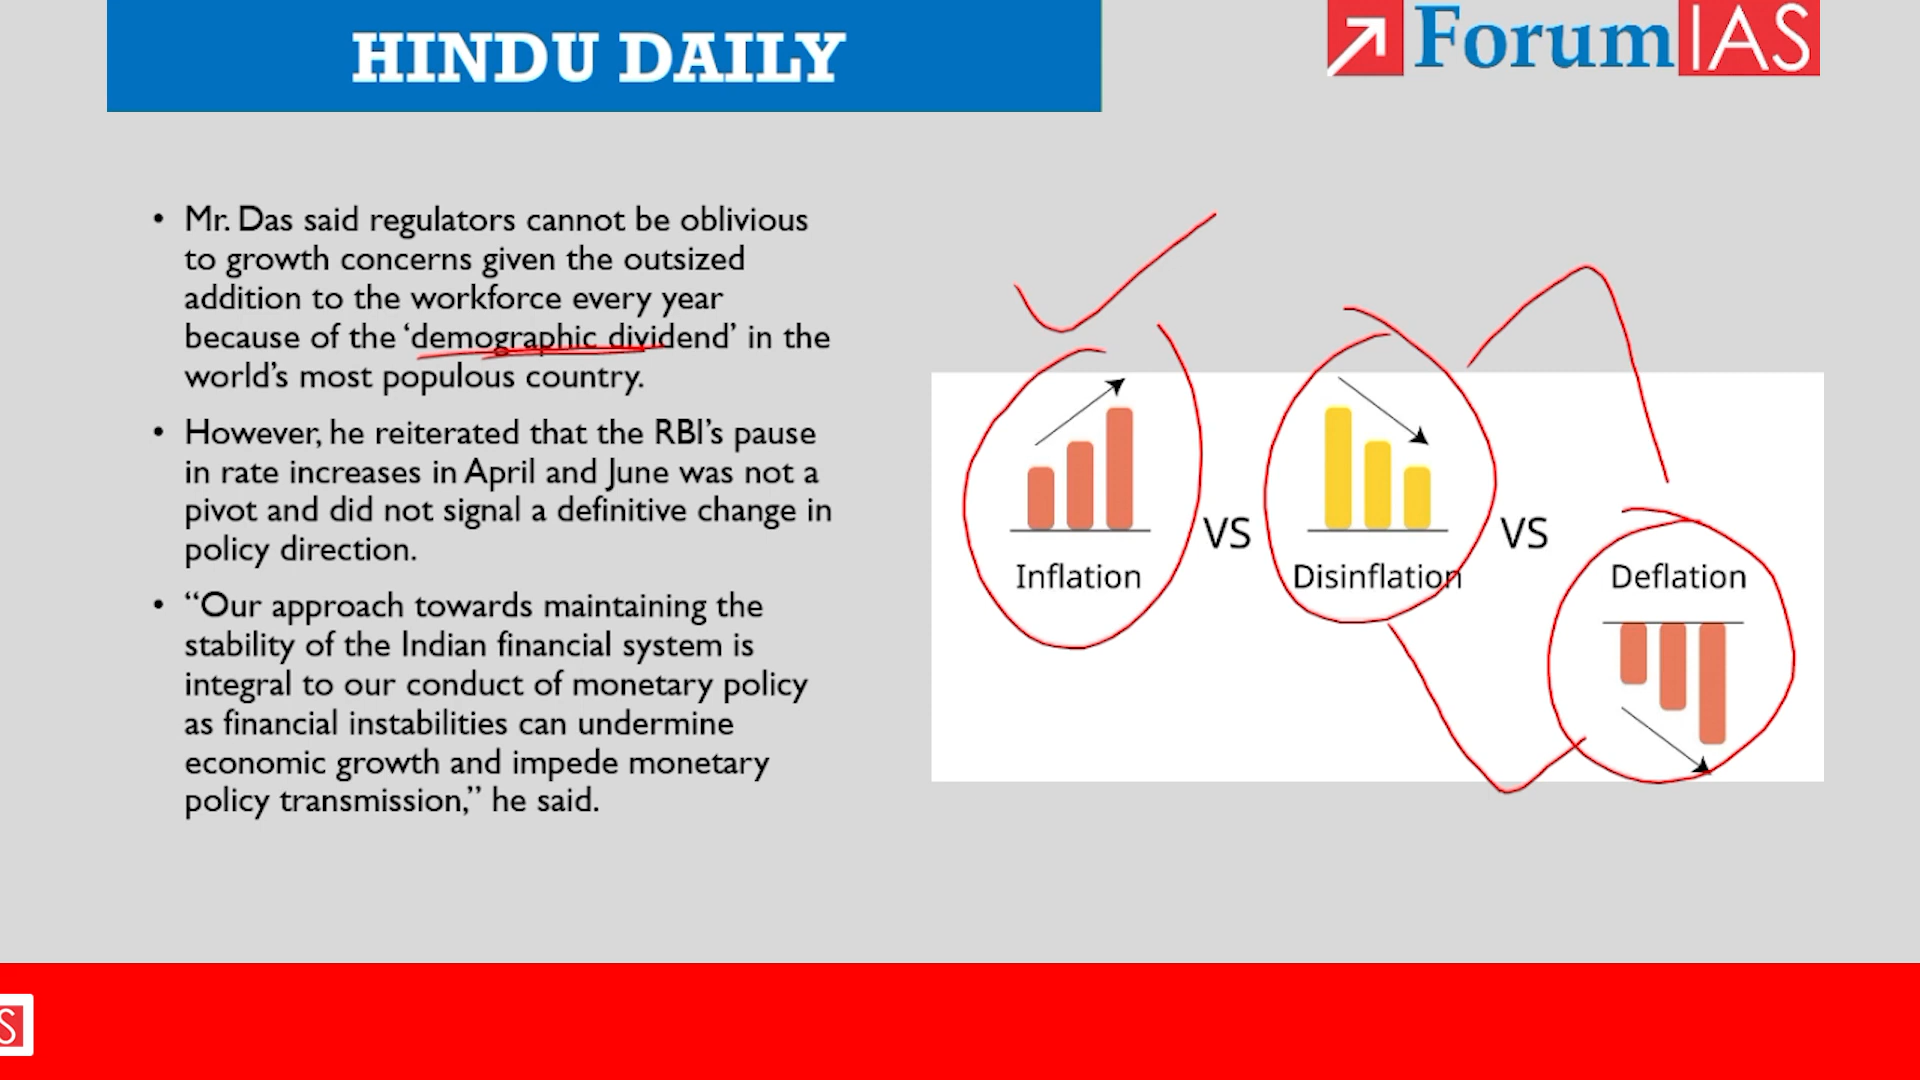 HINDU DAILY
ForumIAS
• Mr. Das said regulators cannot be oblivious
to growth concerns given the outsized
addition to the workforce every year
because of the ‘demographic dividend’ in the
world’s most populous country.
• However, he reiterated that the RBI’s pause
in rate increases in April and June was not a
pivot and did not signal a definitive change in
policy direction.
• “Our approach towards maintaining the
stability of the Indian financial system is
integral to our conduct of monetary policy
as financial instabilities can undermine
economic growth and impede monetary
policy transmission,” he said.
Inflation
VS
Disinflation
VS
Deflation
S